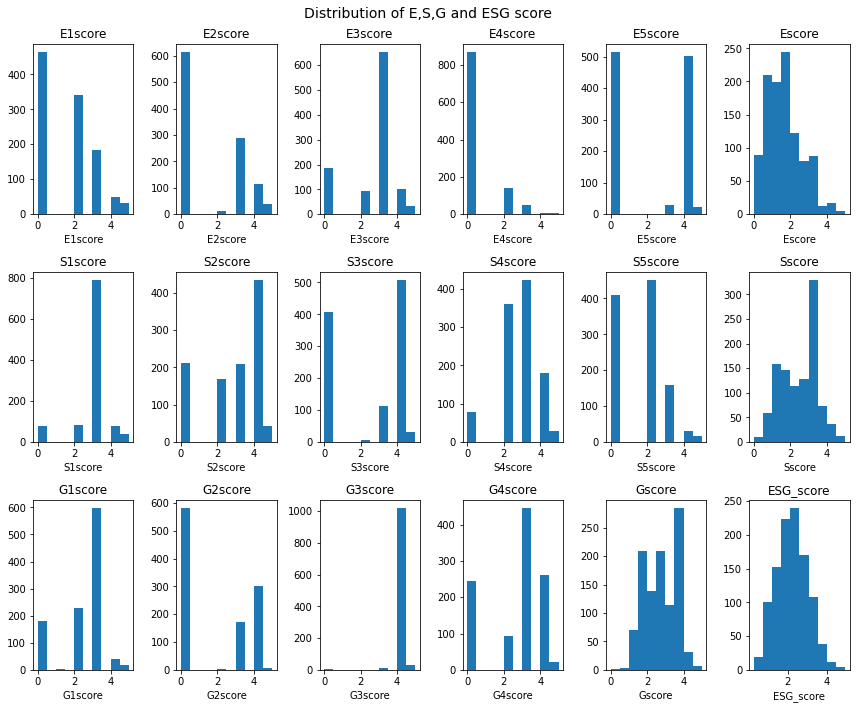 Distribution of E,S,G and ESG score
E1score E2score E3score E4score E5score Escore
400
300
200
100
0
0 2 4
E1score
600
500
400
300
200
100
0
0 2 4
E2score
600
500
400
300
200
100
0
0 2 4
E3score
800
600
400
200
0
0 2 4
E4score
500
400
300
200
100
0
0 2 4
E5score
250
200
150
100
50
0
0 2 4
Escore
S1score S2score S3score S4score S5score Sscore
800
600
400
200
0
0 2 4
S1score
400
300
200
100
0
0 2 4
S2score
500
400
300
200
100
0
0 2 4
S3score
400
300
200
100
0
0 2 4
S4score
400
300
200
100
0
0 2 4
S5score
300
250
200
150
100
50
0
0 2 4
Sscore
G1score G2score G3score G4score Gscore ESG_score
600
500
400
300
200
100
0
0 2 4
G1score
600
500
400
300
200
100
0
0 2 4
G2score
1000
800
600
400
200
0
0 2 4
G3score
400
300
200
100
0
0 2 4
G4score
250
200
150
100
50
0
0 2 4
Gscore
250
200
150
100
50
0
2 4
ESG_score